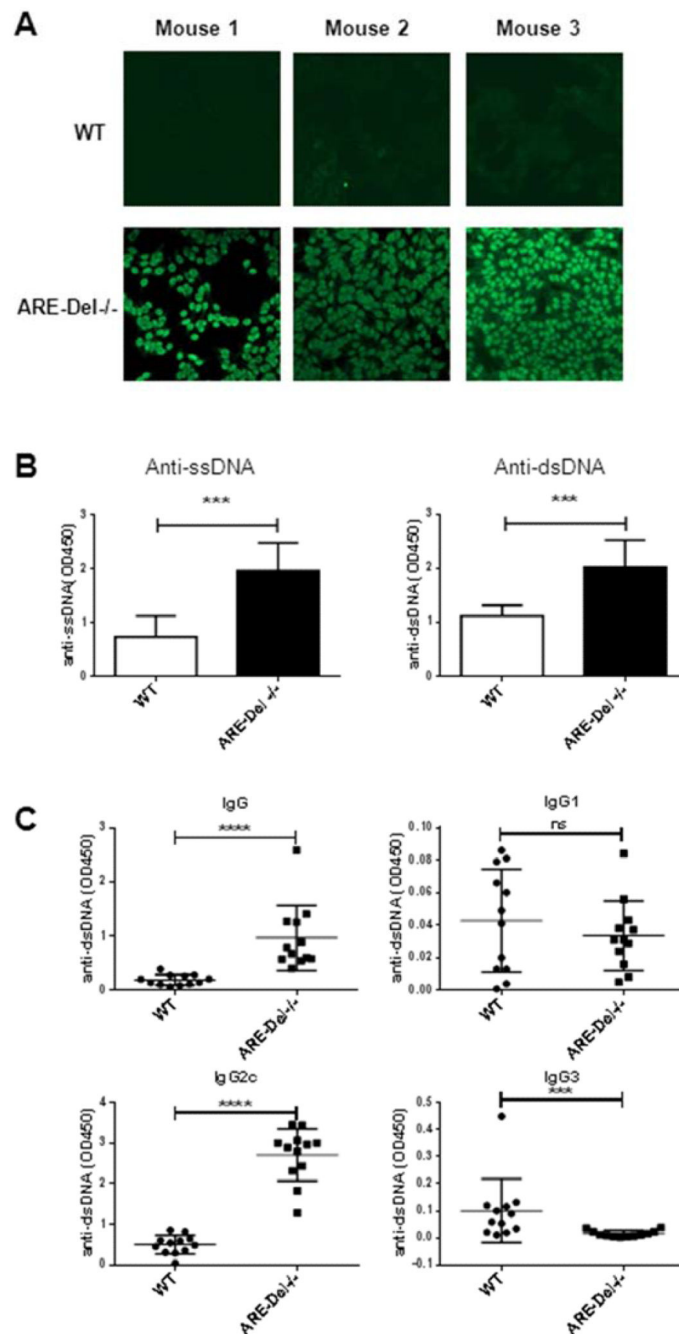 A
Mouse 1 Mouse 2 Mouse 3
WT
ARE-Del-/-
B
Anti-ssDNA
***
anti-ssDNA(OD450)
3
2
1
0
WT
ARE-Del -/-
Anti-dsDNA
***
anti-dsDNA( OD450)
3
2
1
0
WT
ARE-Del -/-
C
IgG
****
anti-dsDNA (OD450)
3
2
1
0
WT
ARE-Del-/-
IgG1
ns
anti-dsDNA (OD450)
0.10
0.08
0.06
0.04
0.02
0.00
WT
ARE-Del-/-
IgG2c
****
anti-dsDNA (OD450)
4
3
2
1
0
WT
ARE-Del-/-
IgG3
***
anti-dsDNA (OD450)
0.5
0.4
0.3
0.2
0.1
0.0
-0.1
WT
ARE-Del-/-